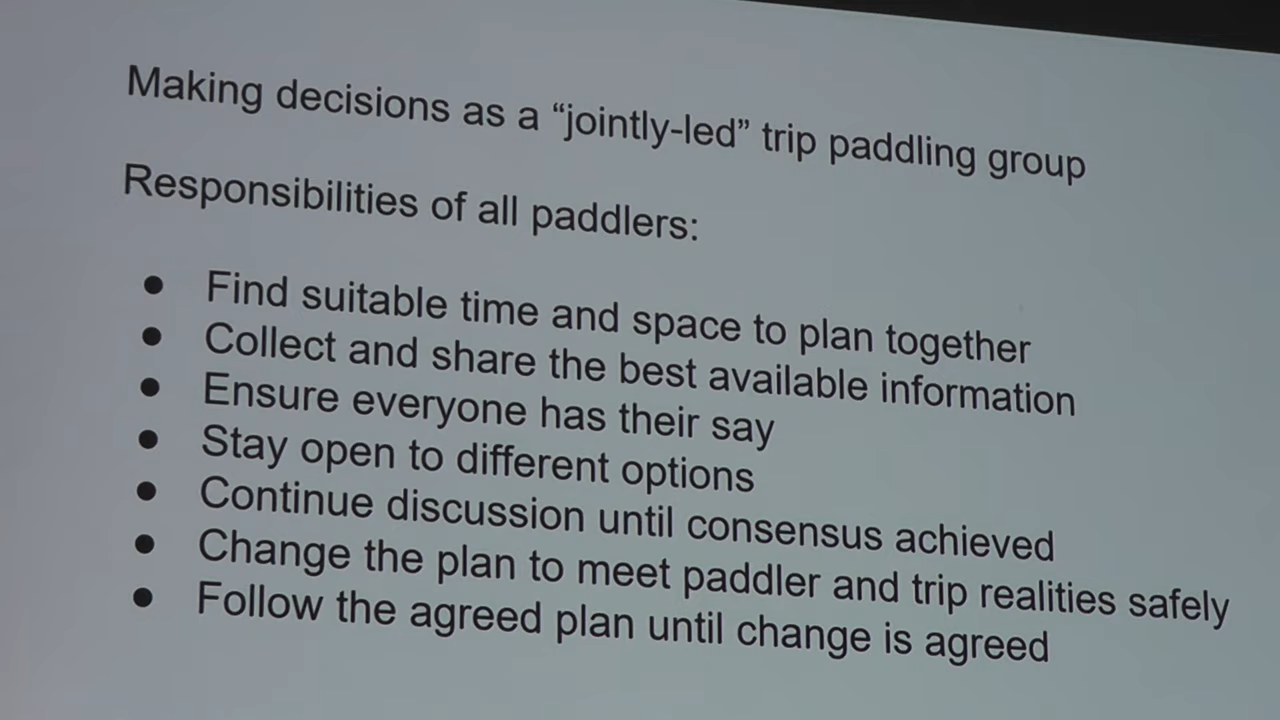 Making decisions as a “jointly-led” trip paddling group
Responsibilities of all paddlers:
● Find suitable time and space to plan together
● Collect and share the best available information
● Ensure everyone has their say
● Stay open to different options
● Continue discussion until consensus achieved
● Change the plan to meet paddler and trip realities safely
● Follow the agreed plan until change is agreed